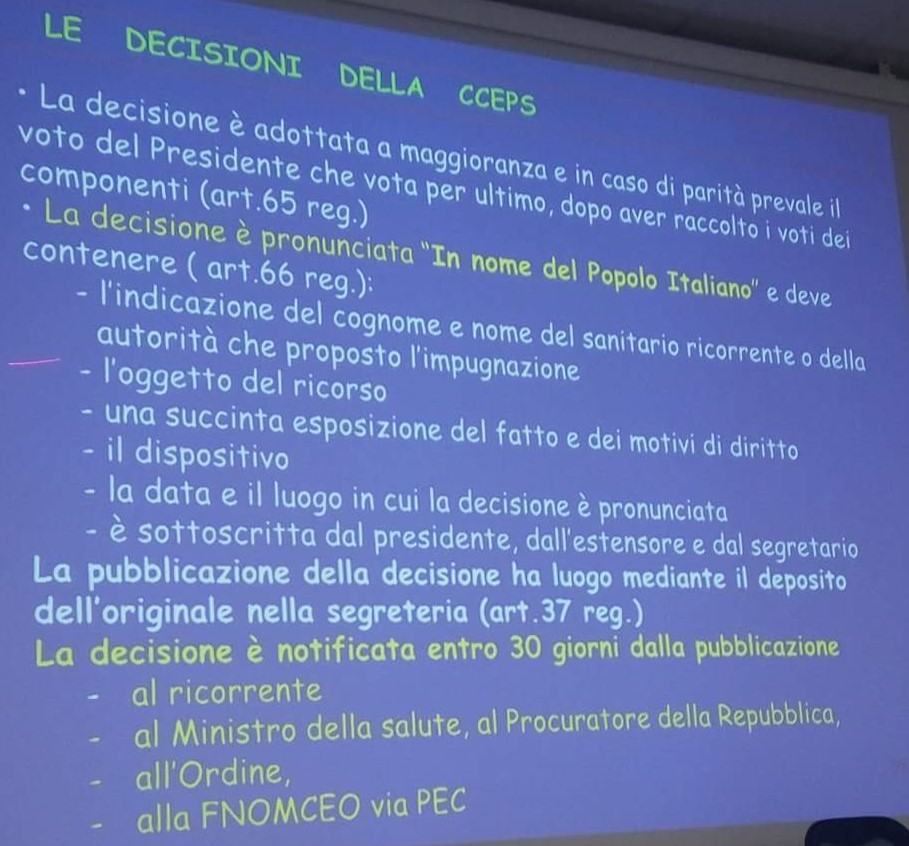 LE DECISIONI DELLA CCEPS
• La decisione è adottata a maggioranza e in caso di parità prevale il
voto del Presidente che vota per ultimo, dopo aver raccolto i voti dei
componenti (art.65 reg.)
• La decisione è pronunciata "In nome del Popolo Italiano" e deve
contenere ( art.66 reg.):
- l'indicazione del cognome e nome del sanitario ricorrente o della
autorità che proposto l'impugnazione
- l'oggetto del ricorso
- una succinta esposizione del fatto e dei motivi di diritto
- il dispositivo
- la data e il luogo in cui la decisione è pronunciata
- è sottoscritta dal presidente, dall'estensore e dal segretario
La pubblicazione della decisione ha luogo mediante il deposito
dell'originale nella segreteria (art.37 reg.)
La decisione è notificata entro 30 giorni dalla pubblicazione
- al ricorrente
- al Ministro della salute, al Procuratore della Repubblica,
- all'Ordine,
- alla FNOMCEO via PEC